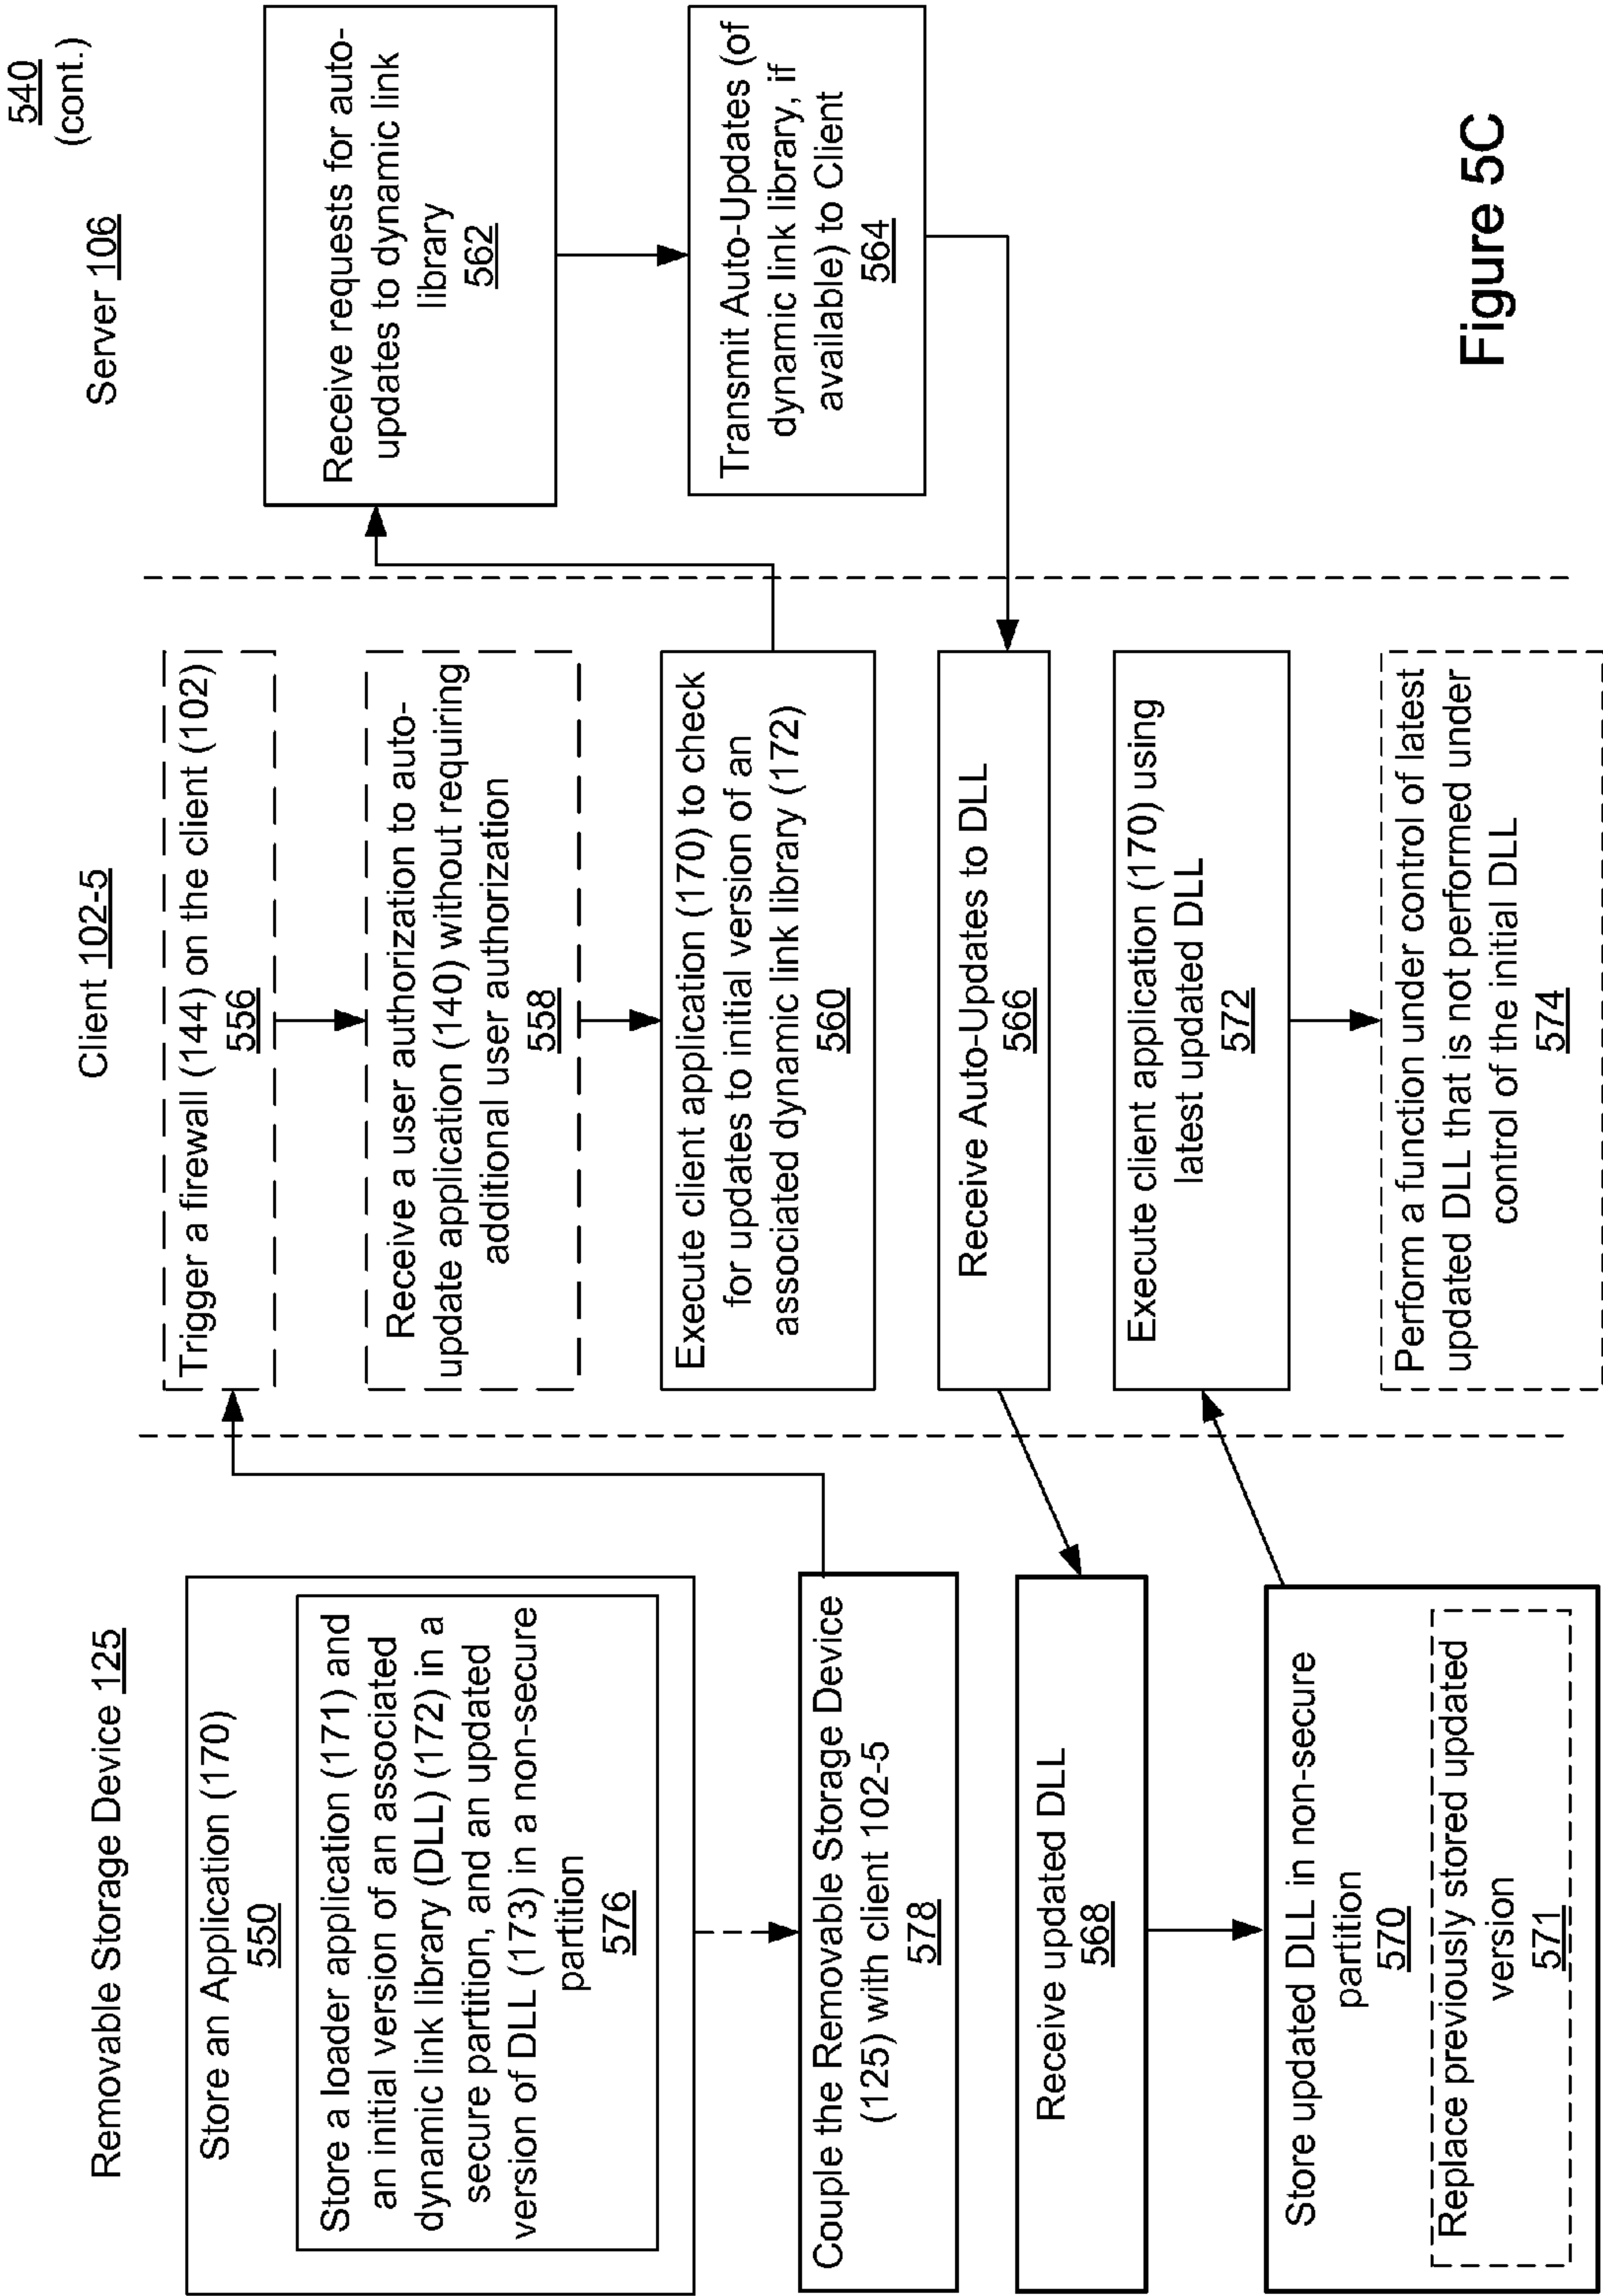 540
(cont.)
Removable Storage Device 125
Client 102-5
Server 106
Store an Application (170)
550
Store a loader application (171) and
an initial version of an associated
dynamic link library (DLL) (172) in a
secure partition, and an updated
version of DLL (173) in a non-secure
partition
576
Couple the Removable Storage Device
(125) with client 102-5
578
Receive updated DLL
568
Store updated DLL in non-secure
partition
570
Replace previously stored updated
version
571
Trigger a firewall (144) on the client (102)
556
Receive a user authorization to auto-
update application (140) without requiring
additional user authorization
558
Execute client application (170) to check
for updates to initial version of an
associated dynamic link library (172)
560
Receive Auto-Updates to DLL
566
Execute client application (170) using
latest updated DLL
572
Perform a function under control of latest
updated DLL that is not performed under
control of the initial DLL
574
Receive requests for auto-
updates to dynamic link
library
562
Transmit Auto-Updates (of
dynamic link library, if
available) to Client
564
Figure 5C